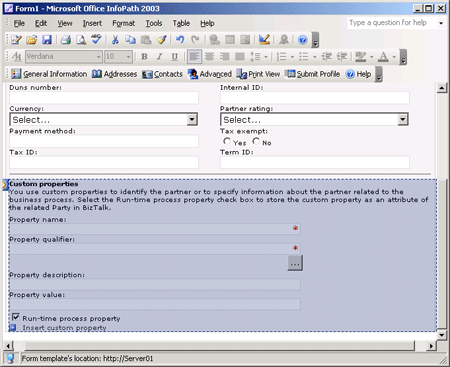 Form1 - Microsoft Office InfoPath 2003
File Edit View Insert Format Tools Table Help Type a question for help
Verdana 10 B I U
General Information Addresses Contacts Advanced Print View Submit Profile Help
Duns number: Internal ID:
Currency: Partner rating:
Select... Select...
Payment method: Tax exempt:
Yes No
Tax ID: Term ID:
Custom properties
You use custom properties to identify the partner or to specify information about the partner related to the
business process. Select the Run-time process property check box to store the custom property as an attribute of
the related Party in BizTalk.
Property name:
*
Property qualifier:
*
...
Property description:
Property value:
Run-time process property
Insert custom property
Form template's location: http://Server01